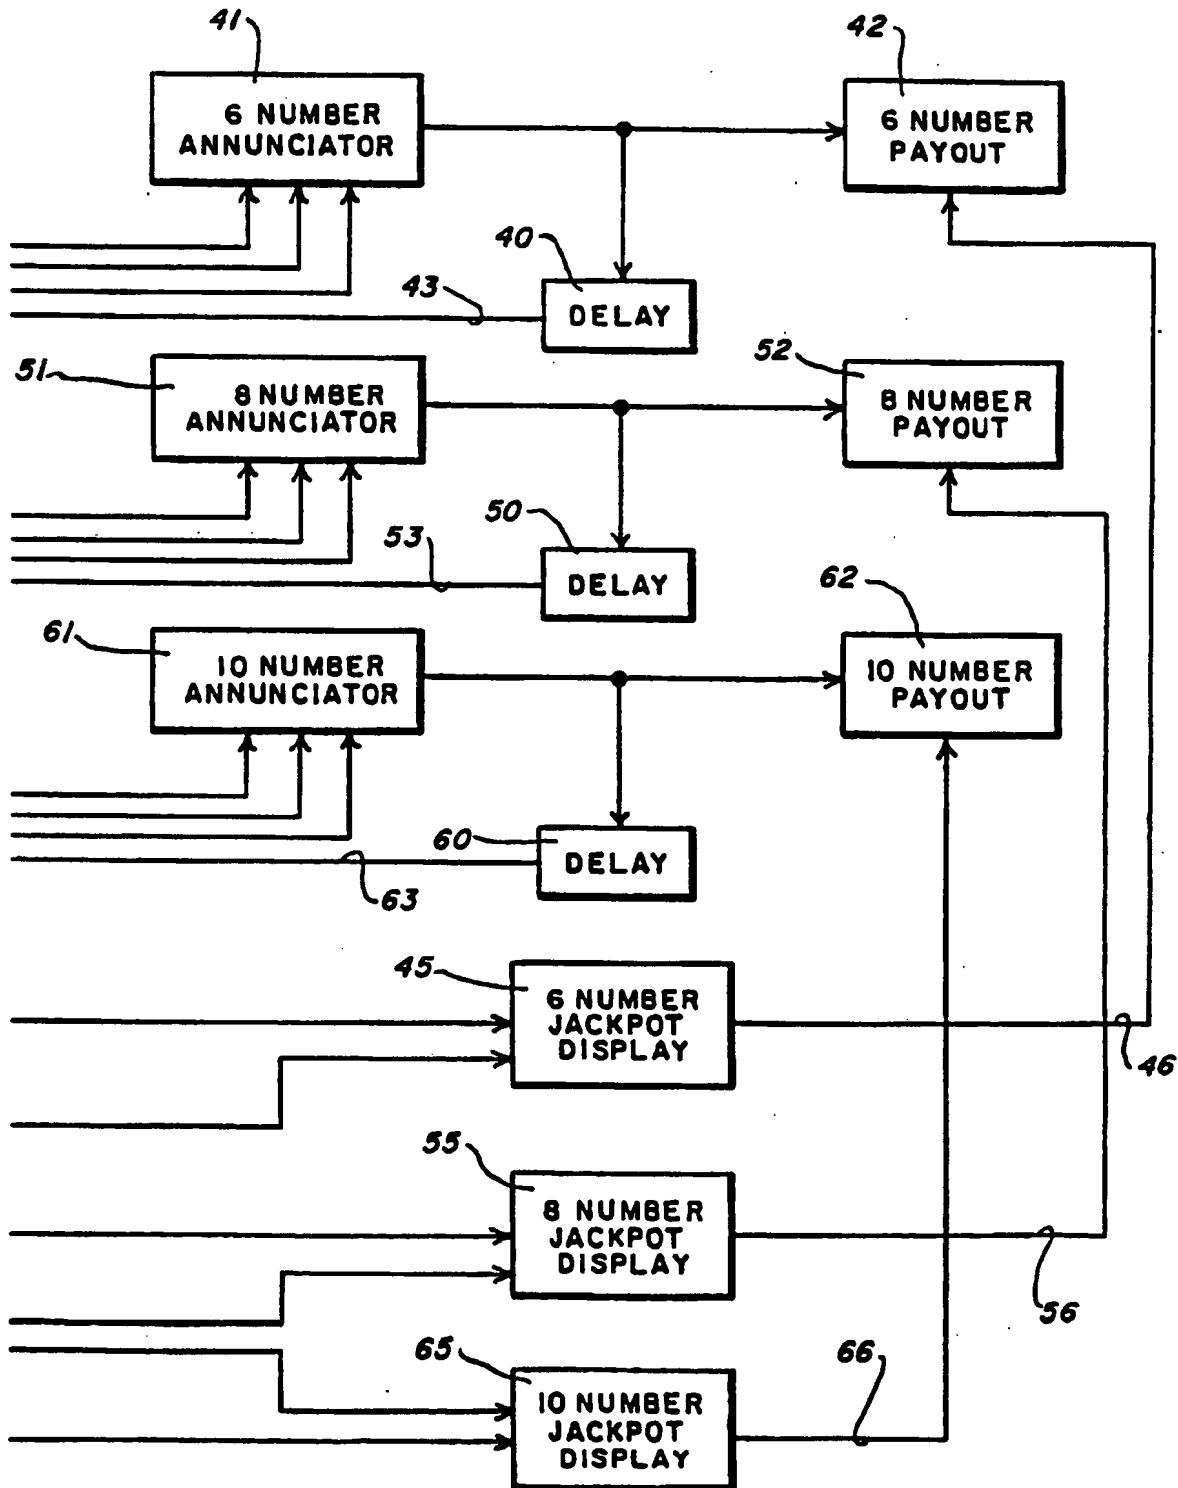 41
42
6 NUMBER
ANNUNCIATOR
6 NUMBER
PAYOUT
40
43
DELAY
51
52
8 NUMBER
ANNUNCIATOR
8 NUMBER
PAYOUT
50
53
DELAY
62
61
10 NUMBER
ANNUNCIATOR
10 NUMBER
PAYOUT
60
DELAY
63
45
6 NUMBER
JACKPOT
DISPLAY
46
55
8 NUMBER
JACKPOT
DISPLAY
56
65
66
10 NUMBER
JACKPOT
DISPLAY